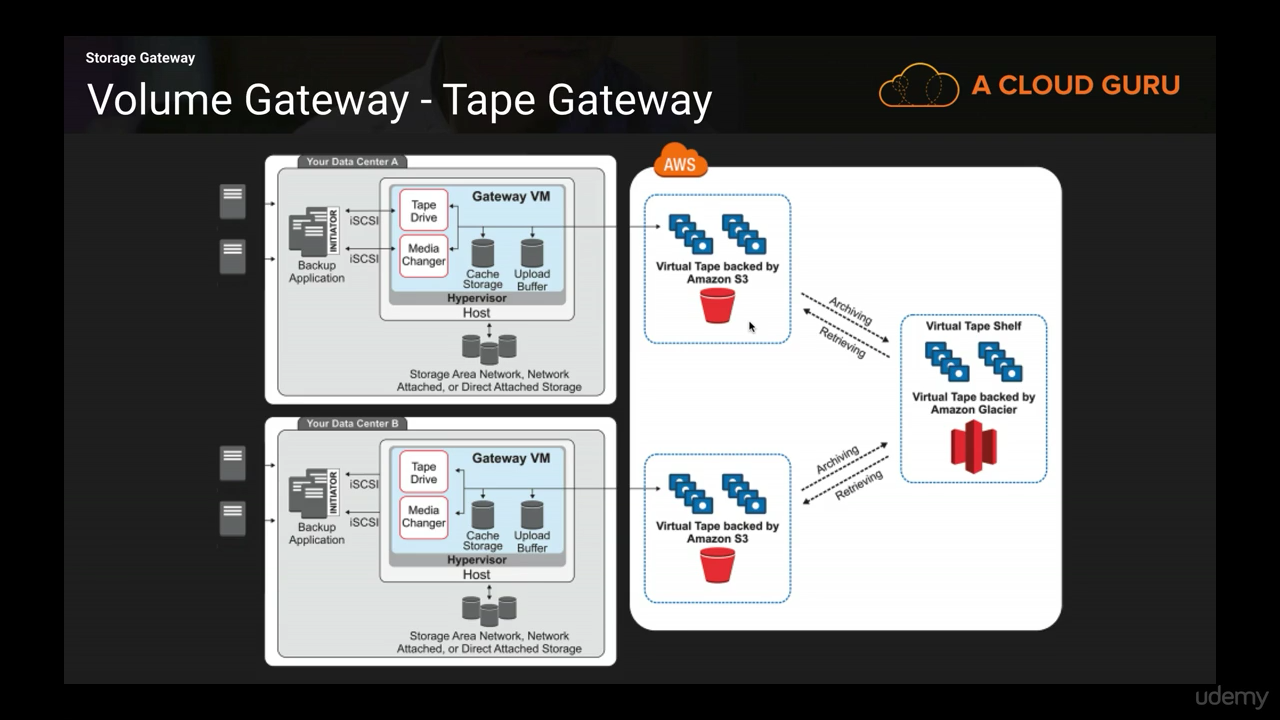 Storage Gateway
Volume Gateway - Tape Gateway
A CLOUD GURU
Your Data Center A
AWS
Gateway VM
Tape
Drive
INITIATOR
iSCSI
Media
Changer
iSCSI
Backup
Application
Cache
Storage
Upload
Buffer
Hypervisor
Host
Storage Area Network, Network
Attached, or Direct Attached Storage
Virtual Tape backed by
Amazon S3
Archiving
Retrieving
Virtual Tape Shelf
Virtual Tape backed by
Amazon Glacier
Your Data Center B
Gateway VM
Tape
Drive
INITIATOR
iSCSI
Media
Changer
iSCSI
Backup
Application
Cache
Storage
Upload
Buffer
Hypervisor
Host
Storage Area Network, Network
Attached, or Direct Attached Storage
Virtual Tape backed by
Amazon S3
Archiving
Retrieving
udemy